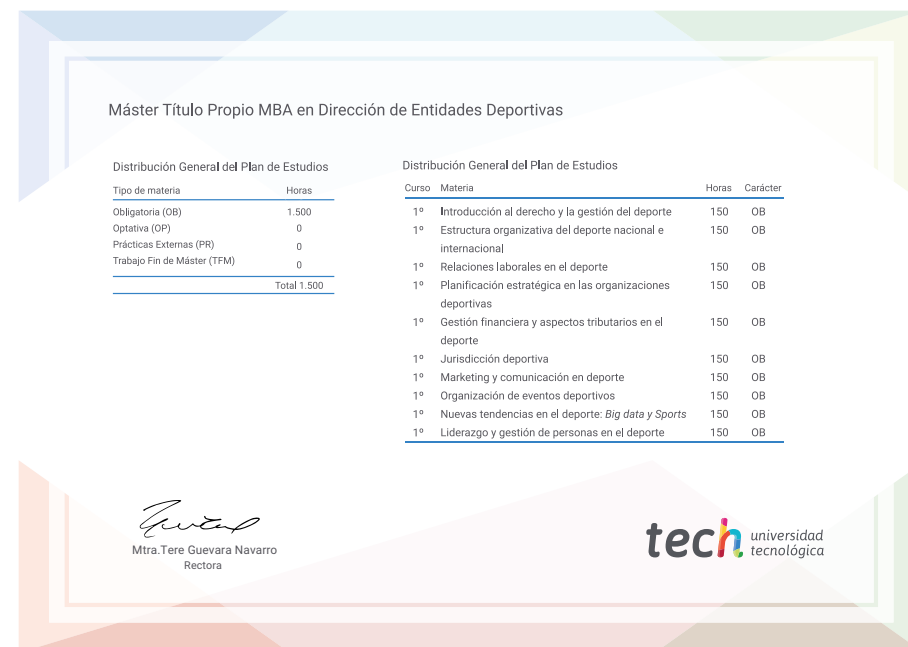 Máster Título Propio MBA en Dirección de Entidades Deportivas
Distribución General del Plan de Estudios
Tipo de materia Horas
Obligatoria (OB) 1.500
Optativa (OP) 0
Prácticas Externas (PR) 0
Trabajo Fin de Máster (TFM) 0
Total 1.500
Distribución General del Plan de Estudios
Curso Materia Horas Carácter
1º Introducción al derecho y la gestión del deporte 150 OB
1º Estructura organizativa del deporte nacional e 150 OB
internacional
1º Relaciones laborales en el deporte 150 OB
1º Planificación estratégica en las organizaciones 150 OB
deportivas
1º Gestión financiera y aspectos tributarios en el 150 OB
deporte
1º Jurisdicción deportiva 150 OB
1º Marketing y comunicación en deporte 150 OB
1º Organización de eventos deportivos 150 OB
1º Nuevas tendencias en el deporte: Big data y Sports 150 OB
1º Liderazgo y gestión de personas en el deporte 150 OB
Mtra.Tere Guevara Navarro
Rectora
tech universidad
tecnológica